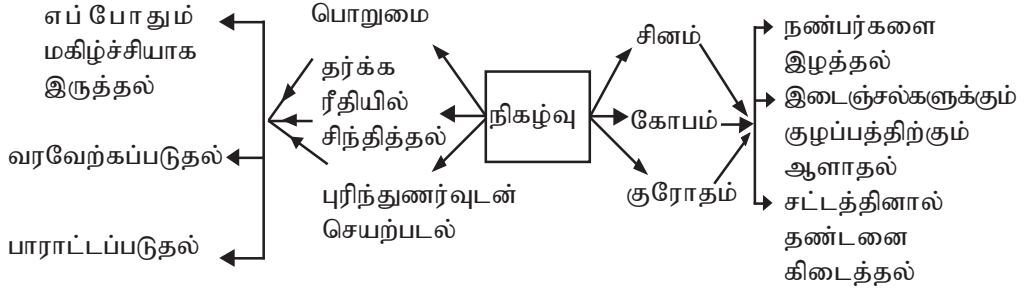 எப் போதும்
மகிழ்ச்சியாக
இருத்தல்
வரவேற்கப்படுதல்
பாராட்டப்படுதல்
பொறுமை
தர்க்க
ரீதியில்
சிந்தித்தல்
புரிந்துணர்வுடன்
செயற்படல்
நிகழ்வு
சினம்
கோபம்
குரோதம்
நண்பர்களை
இழத்தல்
இடைஞ்சல்களுக்கும்
குழப்பத்திற்கும்
ஆளாதல்
சட்டத்தினால்
தண்டனை
கிடைத்தல்